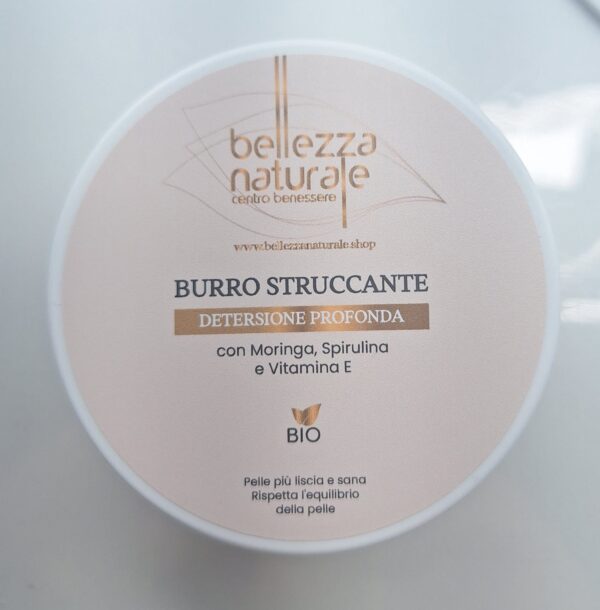 bellezza
naturale
centro benessere
www.bellezzanaturale.shop
BURRO STRUCCANTE
DETERSIONE PROFONDA
con Moringa, Spirulina
e Vitamina E
BIO
Pelle più liscia e sana
Rispetta l'equilibrio
della pelle